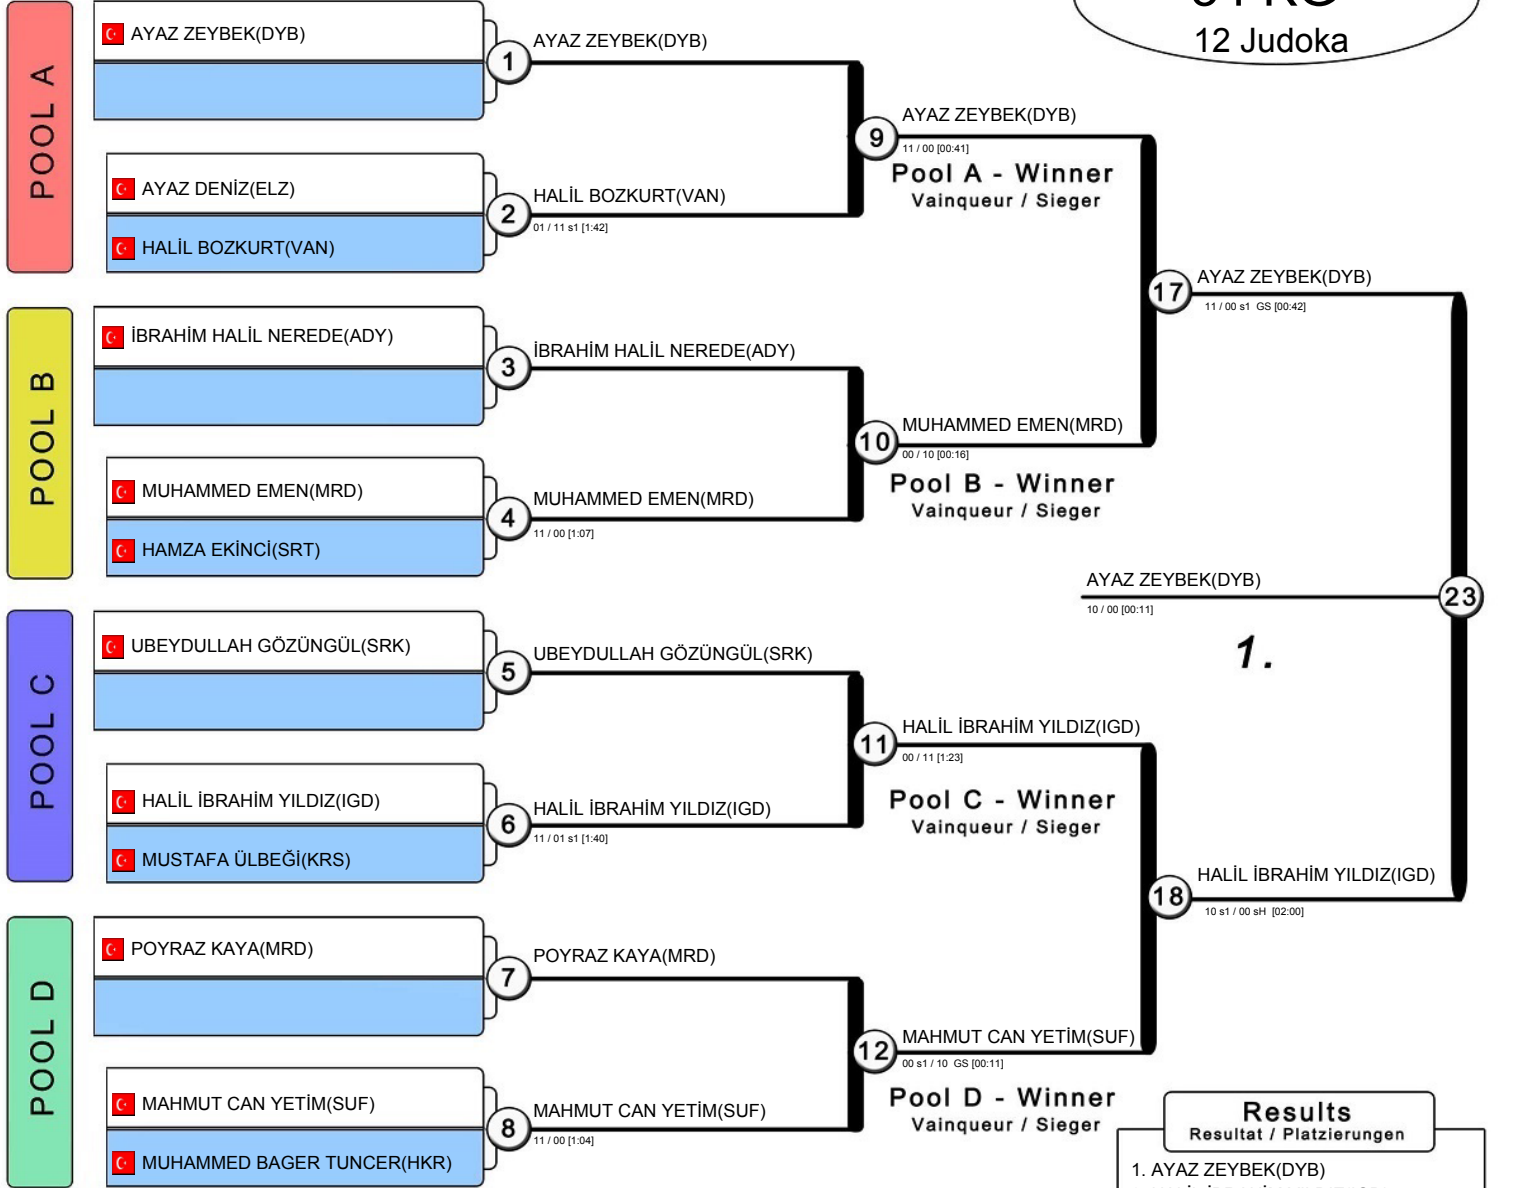 12 Judoka
POOL A
AYAZ ZEYBEK(DYB)
1
AYAZ ZEYBEK(DYB)
AYAZ DENİZ(ELZ)
HALİL BOZKURT(VAN)
2
HALİL BOZKURT(VAN)
01 / 11 s1 [1:42]
9
AYAZ ZEYBEK(DYB)
11 / 00 [00:41]
Pool A - Winner
Vainqueur / Sieger
POOL B
İBRAHİM HALİL NEREDE(ADY)
3
İBRAHİM HALİL NEREDE(ADY)
MUHAMMED EMEN(MRD)
HAMZA EKİNCİ(SRT)
4
MUHAMMED EMEN(MRD)
11 / 00 [1:07]
10
MUHAMMED EMEN(MRD)
00 / 10 [00:16]
Pool B - Winner
Vainqueur / Sieger
17
AYAZ ZEYBEK(DYB)
11 / 00 s1 GS [00:42]
AYAZ ZEYBEK(DYB)
10 / 00 [00:11]
23
1.
POOL C
UBEYDULLAH GÖZÜNGÜL(SRK)
5
UBEYDULLAH GÖZÜNGÜL(SRK)
HALİL İBRAHİM YILDIZ(IGD)
MUSTAFA ÜLBEĞİ(KRS)
6
HALİL İBRAHİM YILDIZ(IGD)
11 / 01 s1 [1:40]
11
HALİL İBRAHİM YILDIZ(IGD)
00 / 11 [1:23]
Pool C - Winner
Vainqueur / Sieger
18
HALİL İBRAHİM YILDIZ(IGD)
10 s1 / 00 sH [02:00]
POOL D
POYRAZ KAYA(MRD)
7
POYRAZ KAYA(MRD)
MAHMUT CAN YETİM(SUF)
MUHAMMED BAGER TUNCER(HKR)
8
MAHMUT CAN YETİM(SUF)
11 / 00 [1:04]
12
MAHMUT CAN YETİM(SUF)
00 s1 / 10 GS [00:11]
Pool D - Winner
Vainqueur / Sieger
Results
Resultat / Platzierungen
1. AYAZ ZEYBEK(DYB)